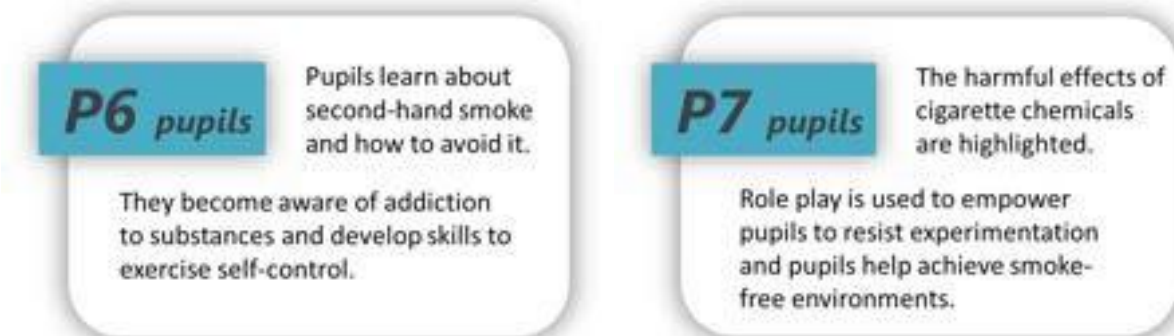 P6 pupils
Pupils learn about
second-hand smoke
and how to avoid it.
They become aware of addiction
to substances and develop skills to
exercise self-control.
P7 pupils
The harmful effects of
cigarette chemicals
are highlighted.
Role play is used to empower
pupils to resist experimentation
and pupils help achieve smoke-
free environments.